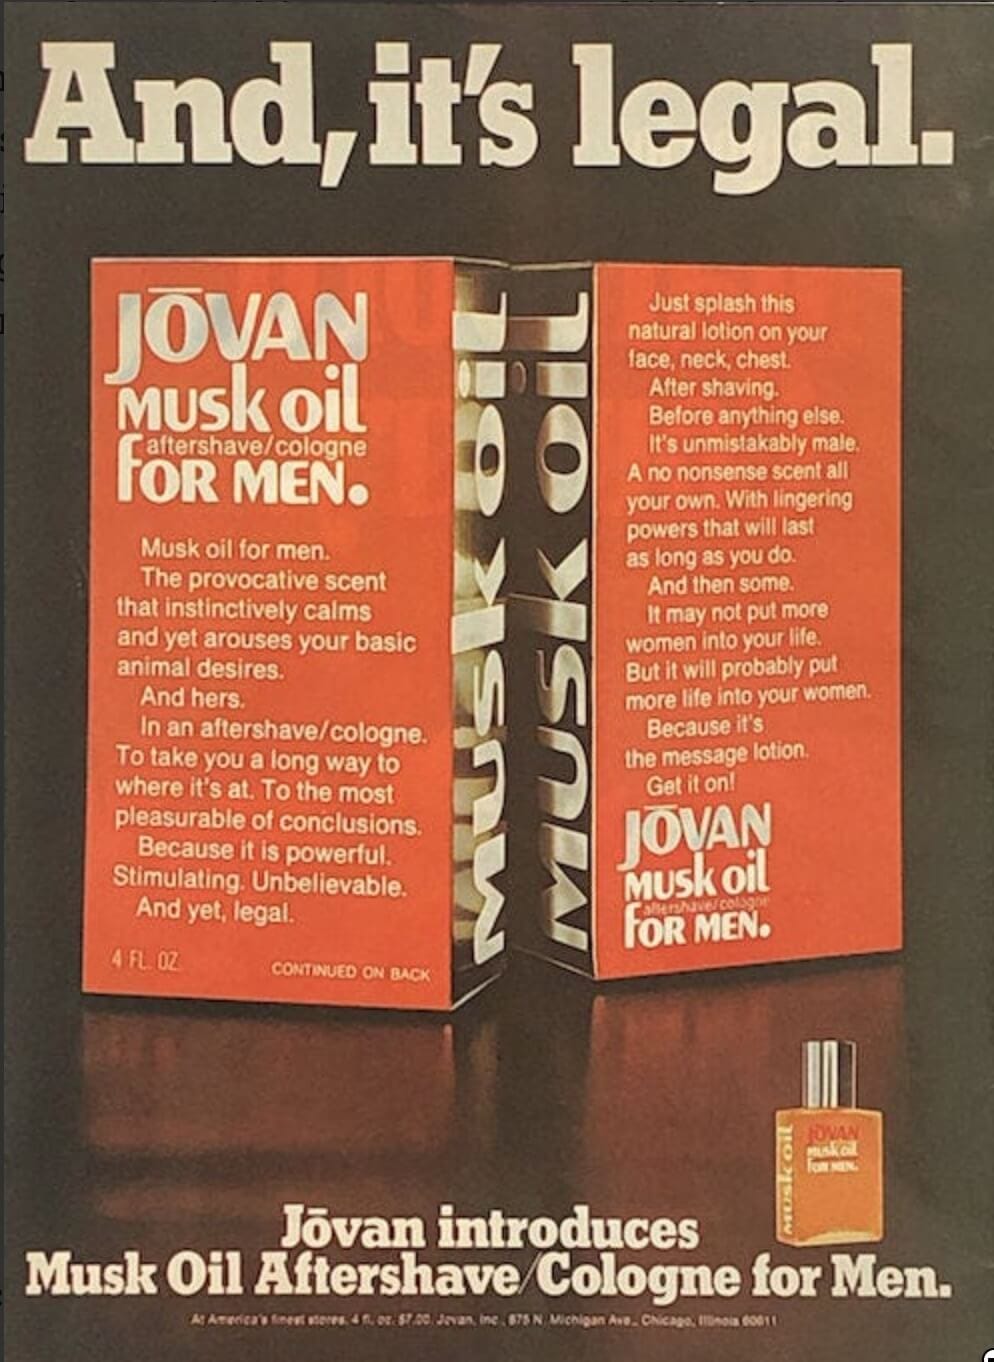 And, it's legal.
JŌVAN
MUSK OIL
aftershave/cologne
FOR MEN.
Musk oil for men.
The provocative scent
that instinctively calms
and yet arouses your basic
animal desires.
And hers.
In an aftershave/cologne.
To take you a long way to
where it's at. To the most
pleasurable of conclusions.
Because it is powerful.
Stimulating. Unbelievable.
And yet, legal.
4 FL. OZ.
CONTINUED ON BACK
MUSK OIL
MUSK OIL
Just splash this
natural lotion on your
face, neck, chest.
After shaving.
Before anything else.
It's unmistakably male.
A no nonsense scent all
your own. With lingering
powers that will last
as long as you do.
And then some.
It may not put more
women into your life.
But it will probably put
more life into your women.
Because it's
the message lotion.
Get it on!
JŌVAN
MUSK OIL
aftershave/cologne
FOR MEN.
MUSK OIL
JŌVAN
MUSK OIL
FOR MEN.
Jōvan introduces
Musk Oil Aftershave/Cologne for Men.
At America's finest stores. 4 fl. oz. $7.00. Jovan, Inc., 875 N. Michigan Ave., Chicago, Illinois 60611